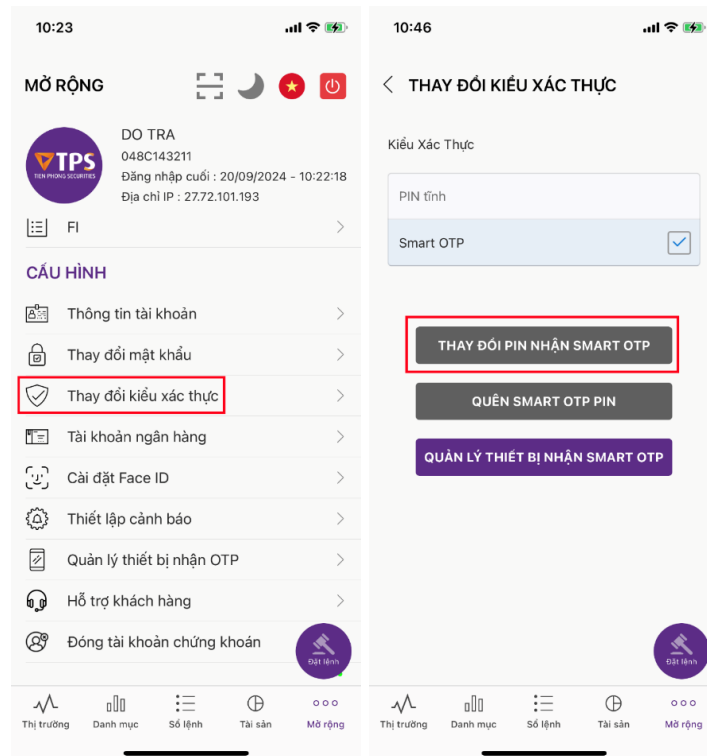 10:23
MỞ RỘNG
TPS
TIEN PHONG SECURITIES
DO TRA
048C143211
Đăng nhập cuối : 20/09/2024 - 10:22:18
Địa chỉ IP : 27.72.101.193
FI
CẤU HÌNH
Thông tin tài khoản
Thay đổi mật khẩu
Thay đổi kiểu xác thực
Tài khoản ngân hàng
Cài đặt Face ID
Thiết lập cảnh báo
Quản lý thiết bị nhận OTP
Hỗ trợ khách hàng
Đóng tài khoản chứng khoán
Đặt lệnh
Thị trường
Danh mục
Sổ lệnh
Tài sản
Mở rộng
10:46
THAY ĐỔI KIỂU XÁC THỰC
Kiểu Xác Thực
PIN tĩnh
Smart OTP
THAY ĐỔI PIN NHẬN SMART OTP
QUÊN SMART OTP PIN
QUẢN LÝ THIẾT BỊ NHẬN SMART OTP
Đặt lệnh
Thị trường
Danh mục
Sổ lệnh
Tài sản
Mở rộng